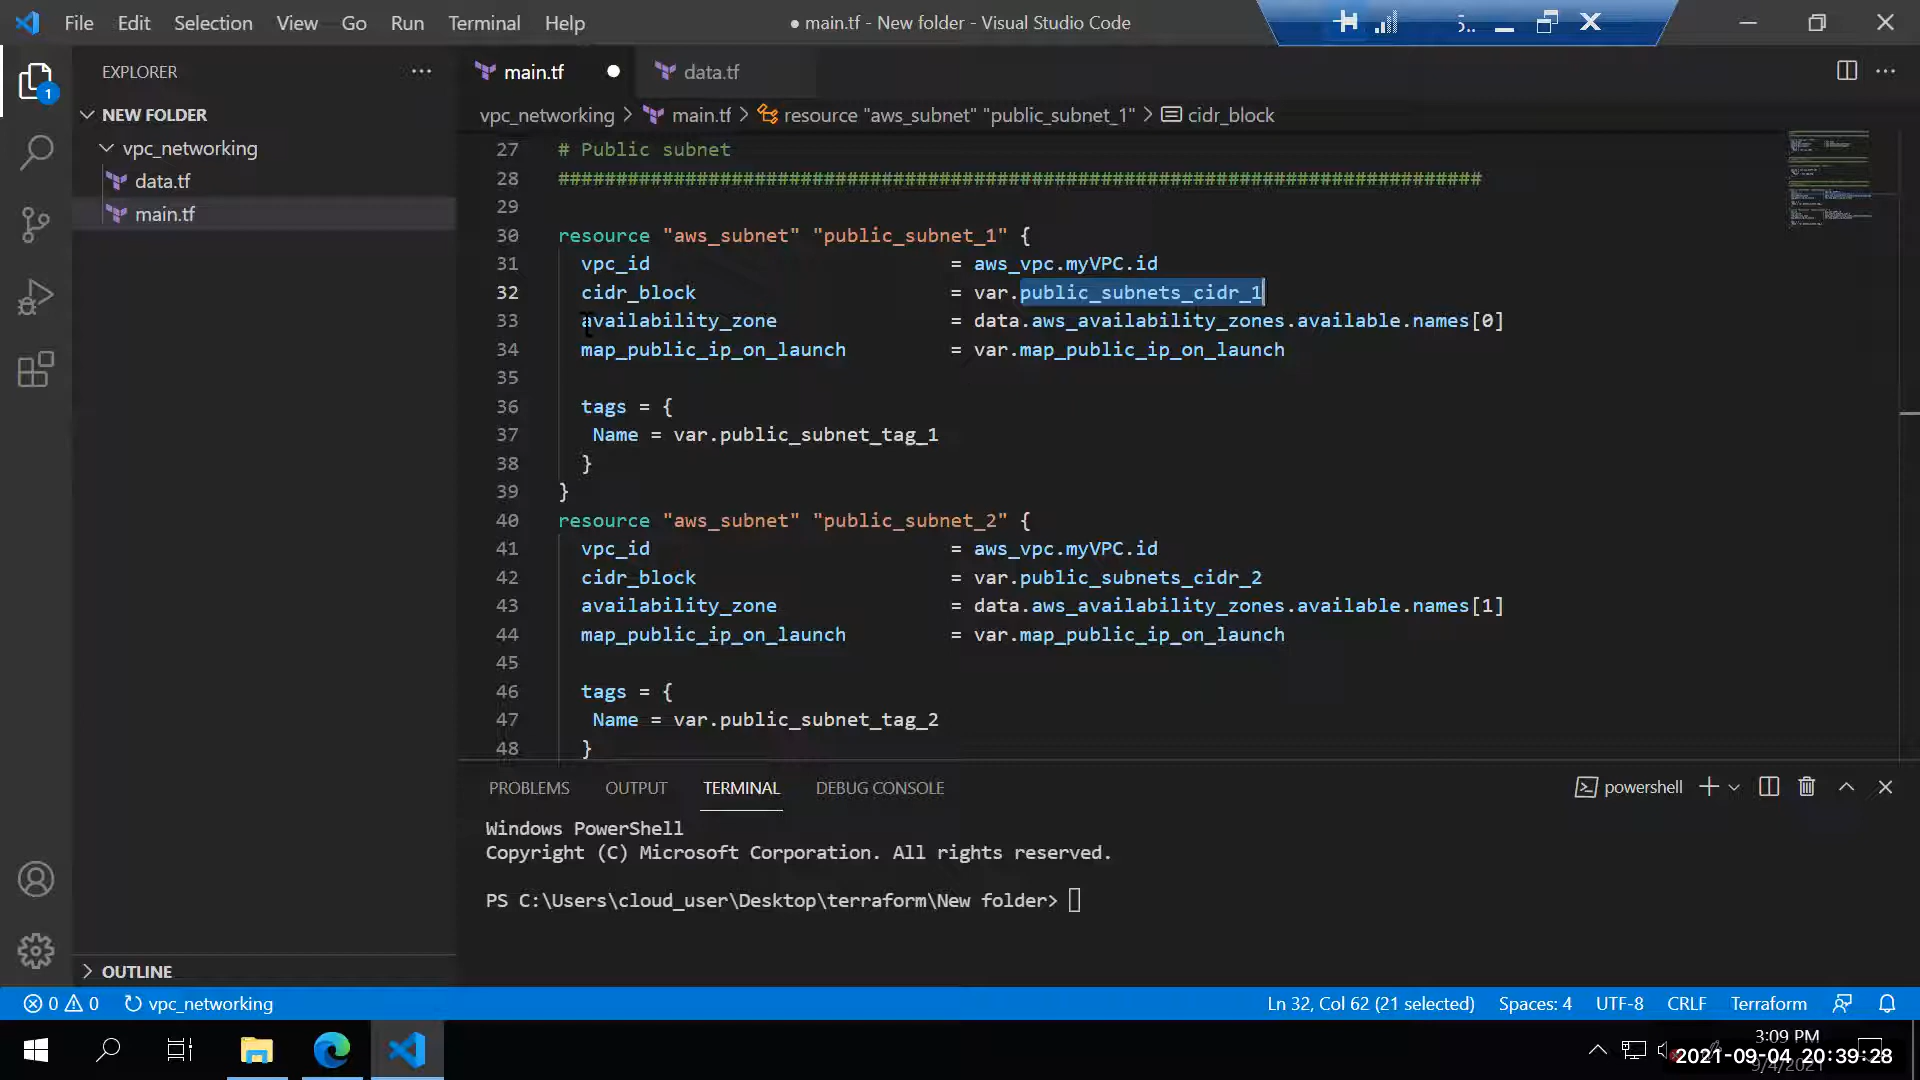 File Edit Selection View Go Run Terminal Help
● main.tf - New folder - Visual Studio Code
5..
EXPLORER
main.tf
data.tf
1
NEW FOLDER
vpc_networking
data.tf
main.tf
vpc_networking > main.tf > resource "aws_subnet" "public_subnet_1" > cidr_block
27 # Public subnet
28 ################################################################################
29
30 resource "aws_subnet" "public_subnet_1" {
31 vpc_id = aws_vpc.myVPC.id
32 cidr_block = var.public_subnets_cidr_1
33 availability_zone = data.aws_availability_zones.available.names[0]
34 map_public_ip_on_launch = var.map_public_ip_on_launch
35
36 tags = {
37 Name = var.public_subnet_tag_1
38 }
39 }
40 resource "aws_subnet" "public_subnet_2" {
41 vpc_id = aws_vpc.myVPC.id
42 cidr_block = var.public_subnets_cidr_2
43 availability_zone = data.aws_availability_zones.available.names[1]
44 map_public_ip_on_launch = var.map_public_ip_on_launch
45
46 tags = {
47 Name = var.public_subnet_tag_2
48 }
PROBLEMS OUTPUT TERMINAL DEBUG CONSOLE
powershell
Windows PowerShell
Copyright (C) Microsoft Corporation. All rights reserved.
PS C:\Users\cloud_user\Desktop\terraform\New folder>
OUTLINE
0 0 vpc_networking
Ln 32, Col 62 (21 selected) Spaces: 4 UTF-8 CRLF Terraform
3:09 PM
2021-09-04 20:39:28